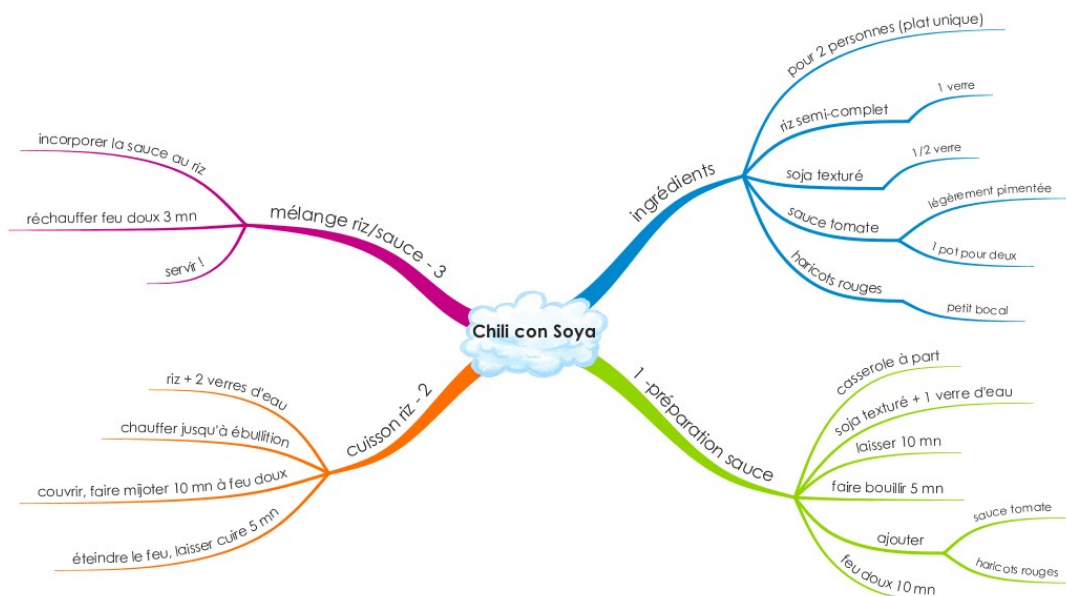 Chili con Soya
ingrédients
pour 2 personnes (plat unique)
riz semi-complet
1 verre
soja texturé
1/2 verre
sauce tomate
légèrement pimentée
1 pot pour deux
haricots rouges
petit bocal
1 -préparation sauce
casserole à part
soja texturé + 1 verre d'eau
laisser 10 mn
faire bouillir 5 mn
ajouter
sauce tomate
haricots rouges
feu doux 10 mn
cuisson riz - 2
riz + 2 verres d'eau
chauffer jusqu'à ébullition
couvrir, faire mijoter 10 mn à feu doux
éteindre le feu, laisser cuire 5 mn
mélange riz/sauce - 3
incorporer la sauce au riz
réchauffer feu doux 3 mn
servir !